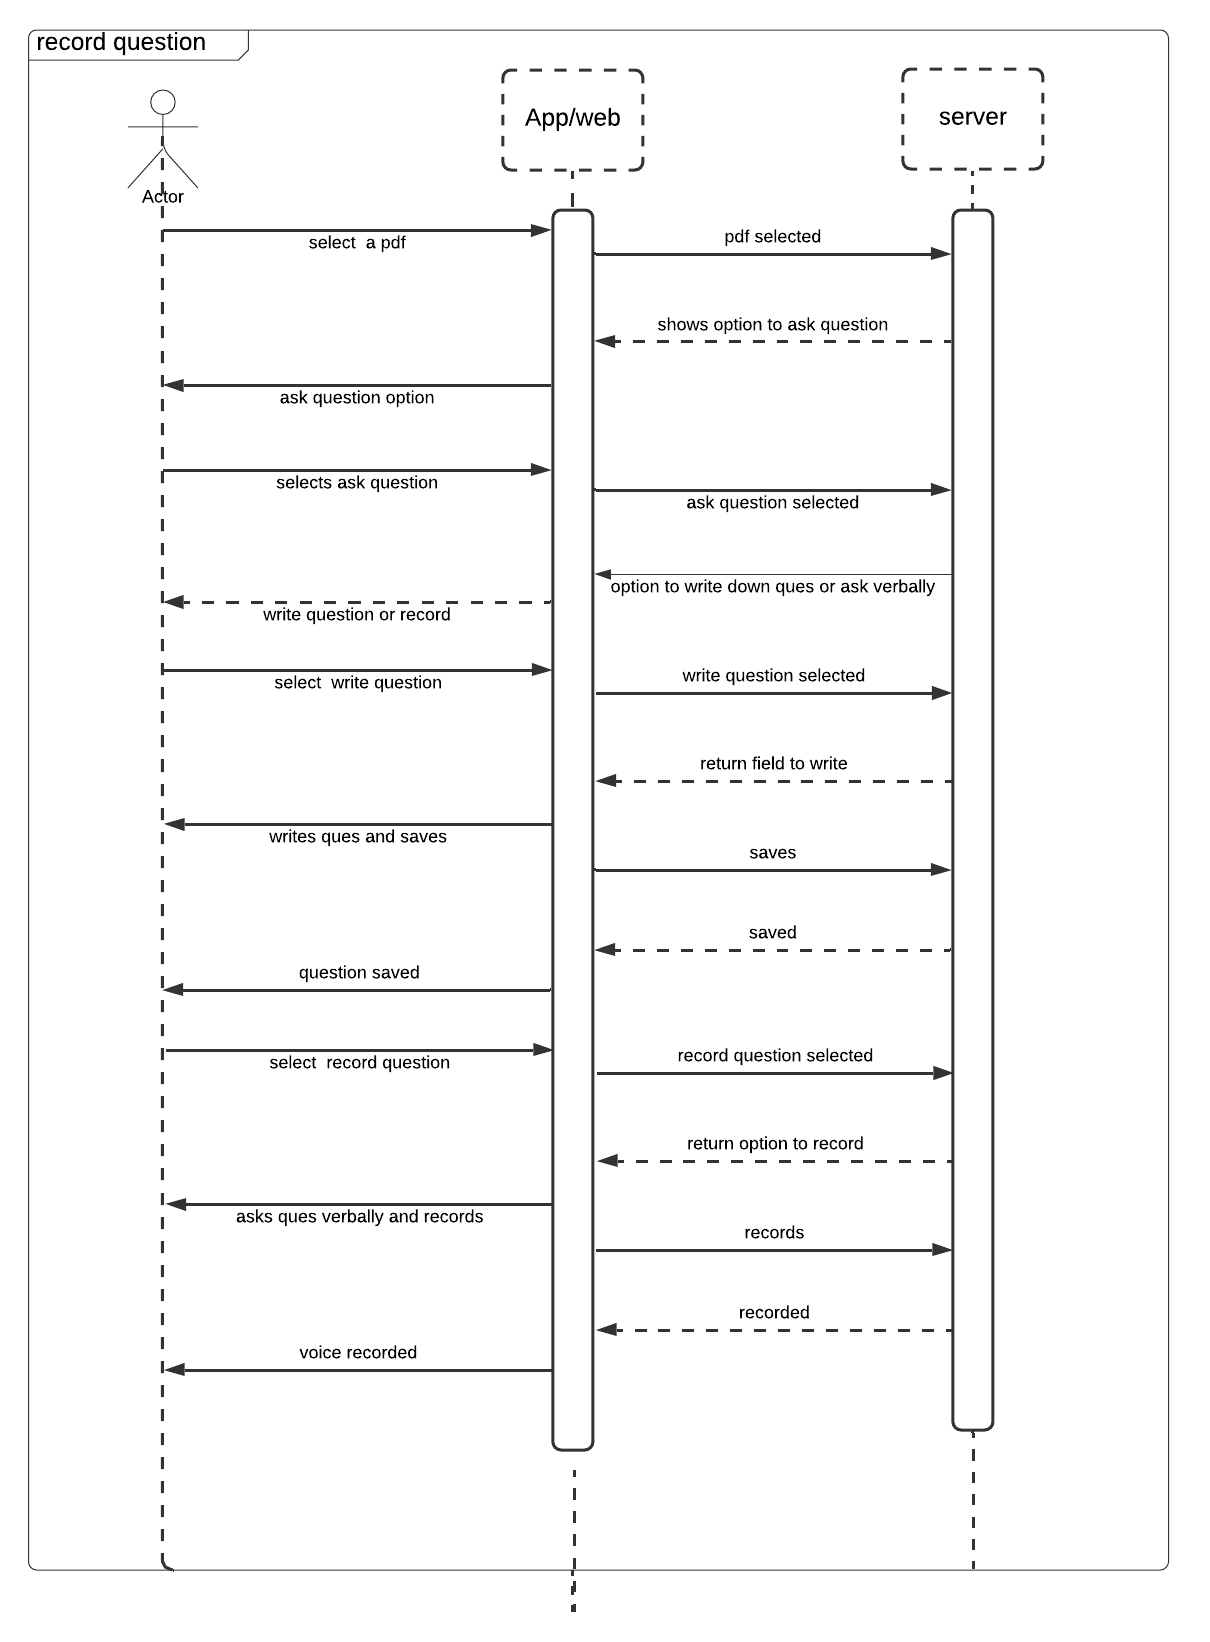 record question
App/web
server
Actor
select a pdf
pdf selected
shows option to ask question
ask question option
selects ask question
ask question selected
option to write down ques or ask verbally
write question or record
select write question
write question selected
return field to write
writes ques and saves
saves
saved
question saved
select record question
record question selected
return option to record
asks ques verbally and records
records
recorded
voice recorded